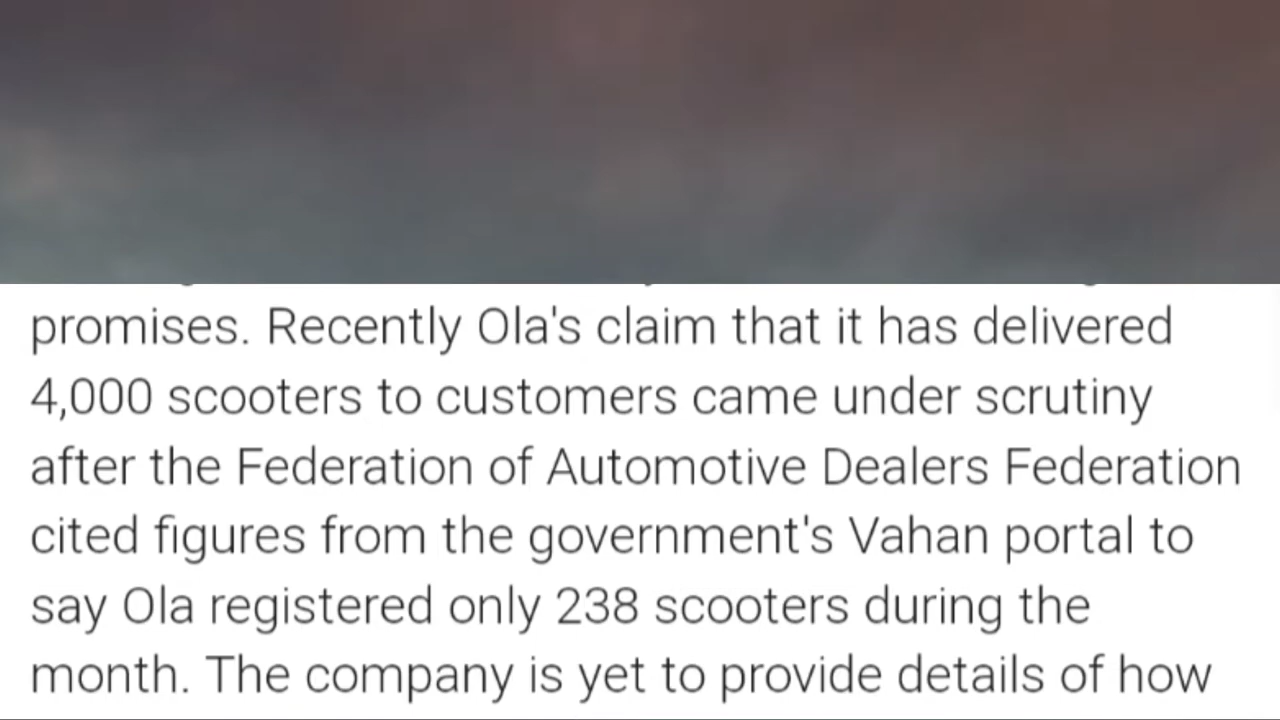 promises. Recently Ola's claim that it has delivered
4,000 scooters to customers came under scrutiny
after the Federation of Automotive Dealers Federation
cited figures from the government's Vahan portal to
say Ola registered only 238 scooters during the
month. The company is yet to provide details of how